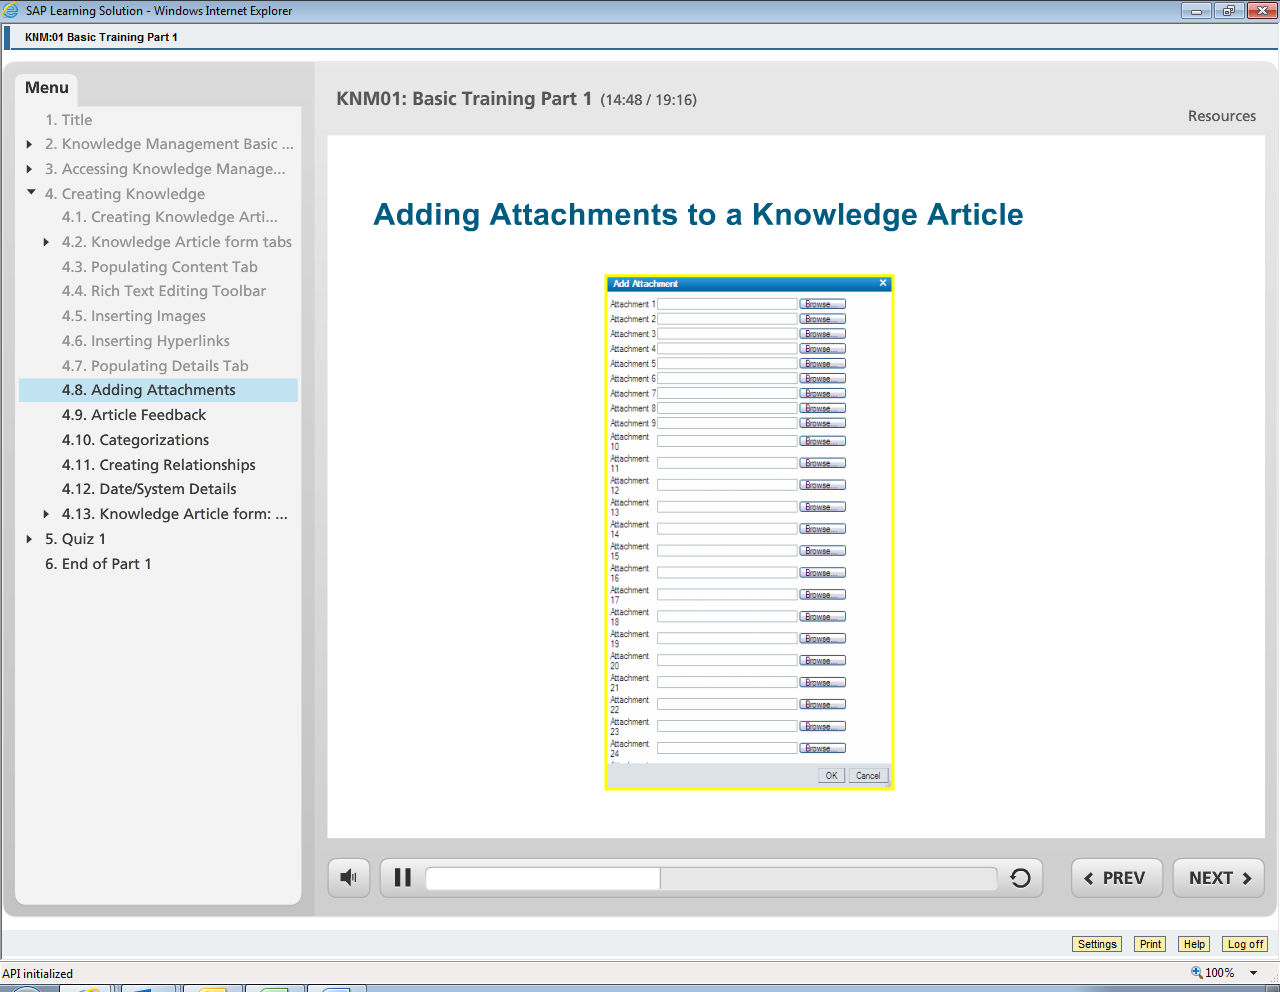 SAP Learning Solution - Windows Internet Explorer
KNM:01 Basic Training Part 1
Menu
1. Title
2. Knowledge Management Basic ...
3. Accessing Knowledge Manage...
4. Creating Knowledge
4.1. Creating Knowledge Arti...
4.2. Knowledge Article form tabs
4.3. Populating Content Tab
4.4. Rich Text Editing Toolbar
4.5. Inserting Images
4.6. Inserting Hyperlinks
4.7. Populating Details Tab
4.8. Adding Attachments
4.9. Article Feedback
4.10. Categorizations
4.11. Creating Relationships
4.12. Date/System Details
4.13. Knowledge Article form: ...
5. Quiz 1
6. End of Part 1
KNM01: Basic Training Part 1 (14:48 / 19:16)
Resources
Adding Attachments to a Knowledge Article
Add Attachment
Attachment 1 Browse...
Attachment 2 Browse...
Attachment 3 Browse...
Attachment 4 Browse...
Attachment 5 Browse...
Attachment 6 Browse...
Attachment 7 Browse...
Attachment 8 Browse...
Attachment 9 Browse...
Attachment
10 Browse...
Attachment
11 Browse...
Attachment
12 Browse...
Attachment
13 Browse...
Attachment
14 Browse...
Attachment
15 Browse...
Attachment
16 Browse...
Attachment
17 Browse...
Attachment
18 Browse...
Attachment
19 Browse...
Attachment
20 Browse...
Attachment
21 Browse...
Attachment
22 Browse...
Attachment
23 Browse...
Attachment
24 Browse...
OK Cancel
PREV NEXT
Settings Print Help Log off
API initialized
100%